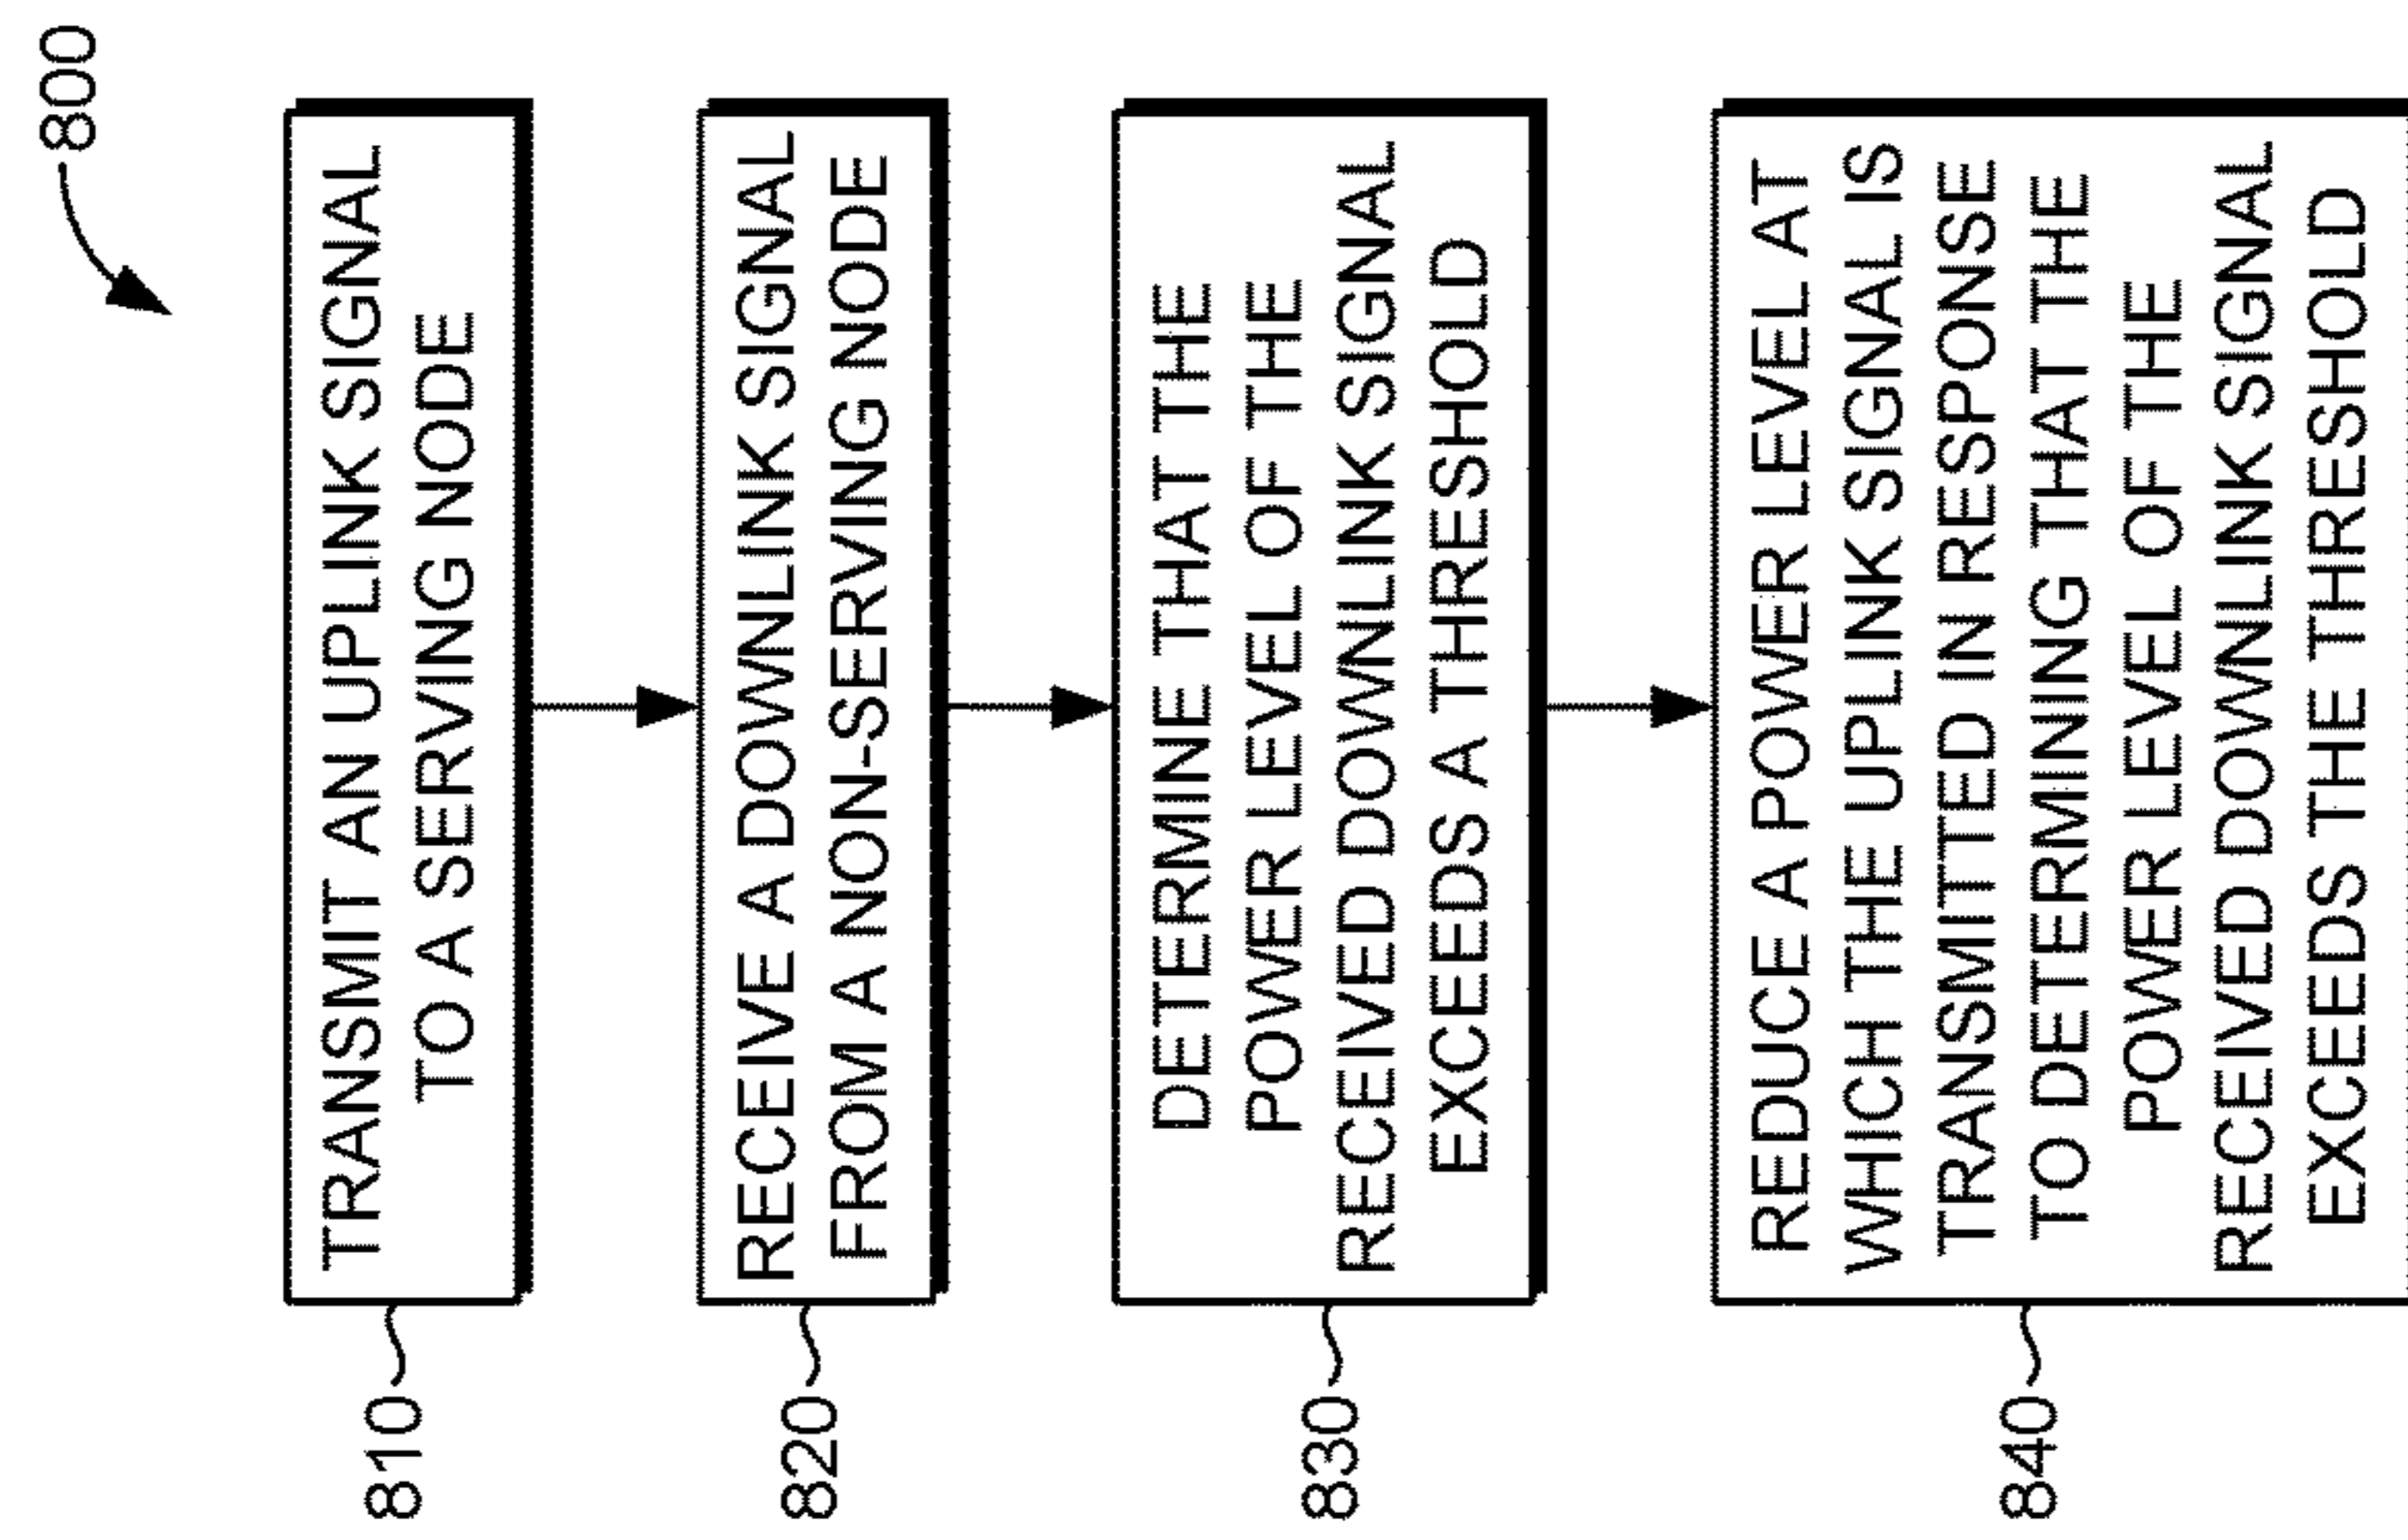 800
810
TRANSMIT AN UPLINK SIGNAL
TO A SERVING NODE
820
RECEIVE A DOWNLINK SIGNAL
FROM A NON-SERVING NODE
830
DETERMINE THAT THE
POWER LEVEL OF THE
RECEIVED DOWNLINK SIGNAL
EXCEEDS A THRESHOLD
840
REDUCE A POWER LEVEL AT
WHICH THE UPLINK SIGNAL IS
TRANSMITTED IN RESPONSE
TO DETERMINING THAT THE
POWER LEVEL OF THE
RECEIVED DOWNLINK SIGNAL
EXCEEDS THE THRESHOLD